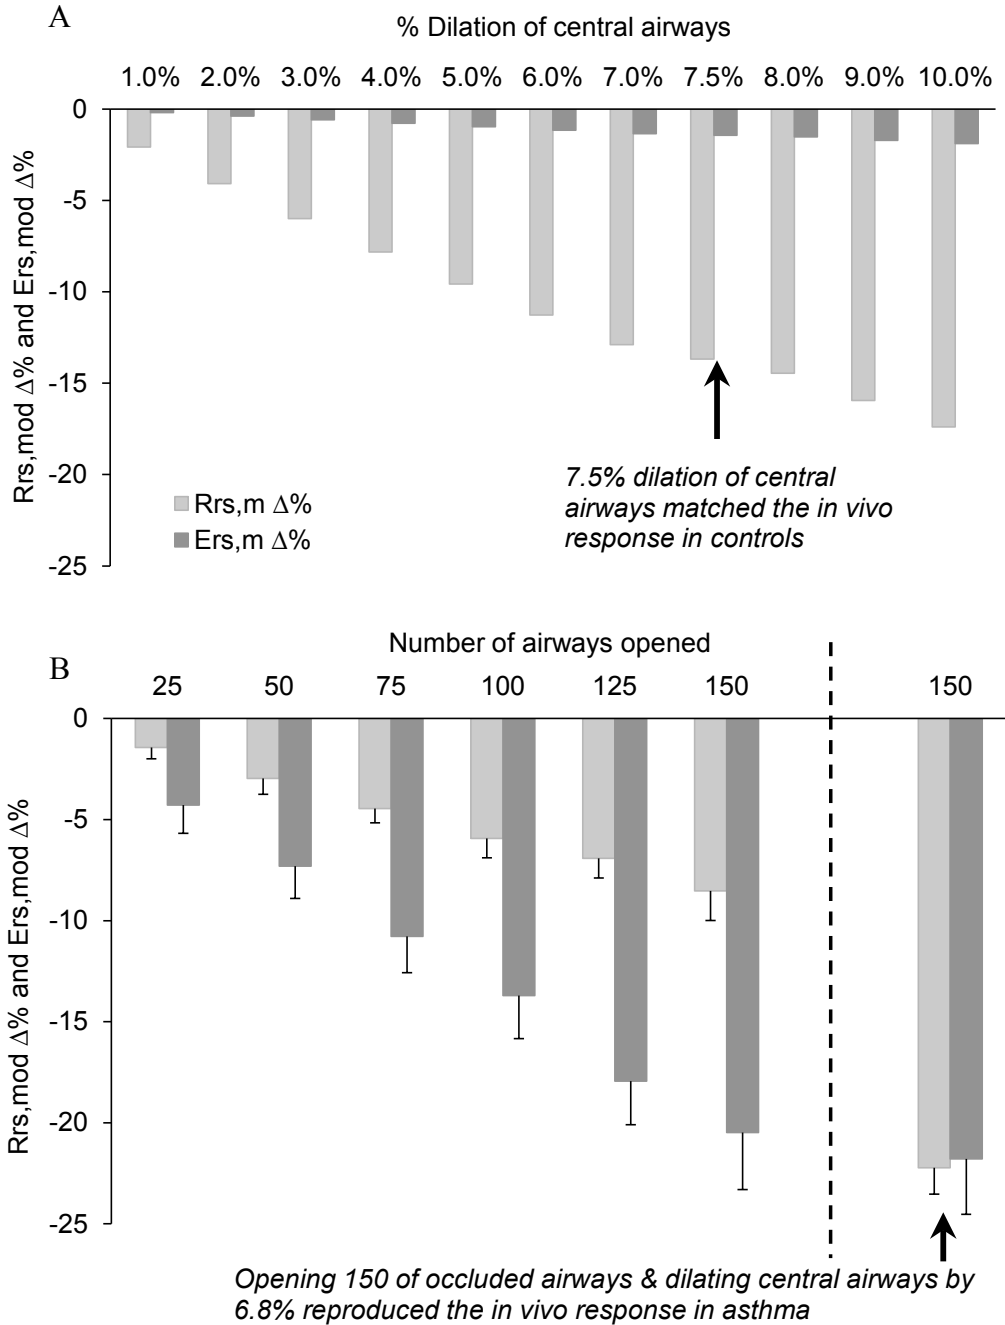 A
% Dilation of central airways
1.0% 2.0% 3.0% 4.0% 5.0% 6.0% 7.0% 7.5% 8.0% 9.0% 10.0%
Rrs,mod Δ% and Ers,mod Δ%
0
-5
-10
-15
-20
-25
Rrs,m Δ%
Ers,m Δ%
7.5% dilation of central
airways matched the in vivo
response in controls
B
Number of airways opened
25 50 75 100 125 150 150
Rrs,mod Δ% and Ers,mod Δ%
0
-5
-10
-15
-20
-25
Opening 150 of occluded airways & dilating central airways by
6.8% reproduced the in vivo response in asthma